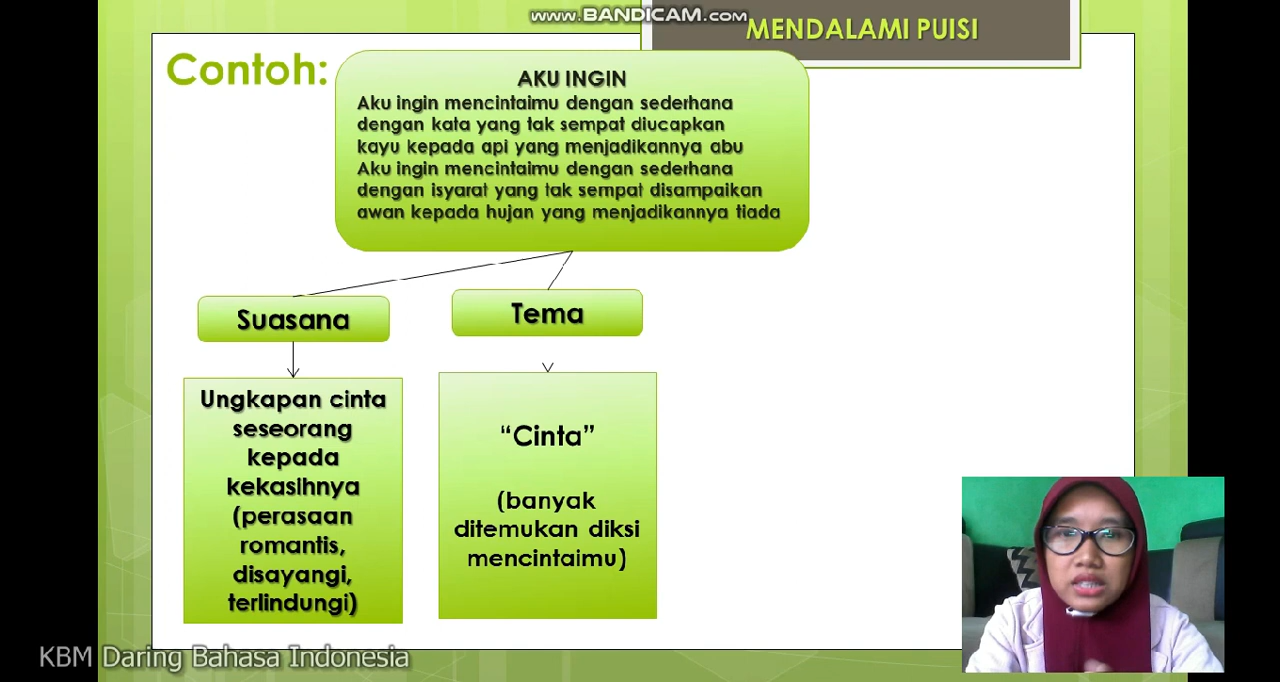 www.BANDICAM.com
MENDALAMI PUISI
Contoh:
AKU INGIN
Aku ingin mencintaimu dengan sederhana
dengan kata yang tak sempat diucapkan
kayu kepada api yang menjadikannya abu
Aku ingin mencintaimu dengan sederhana
dengan isyarat yang tak sempat disampaikan
awan kepada hujan yang menjadikannya tiada
Suasana
Tema
Ungkapan cinta
seseorang
kepada
kekasihnya
(perasaan
romantis,
disayangi,
terlindungi)
“Cinta”
(banyak
ditemukan diksi
mencintaimu)
KBM Daring Bahasa Indonesia